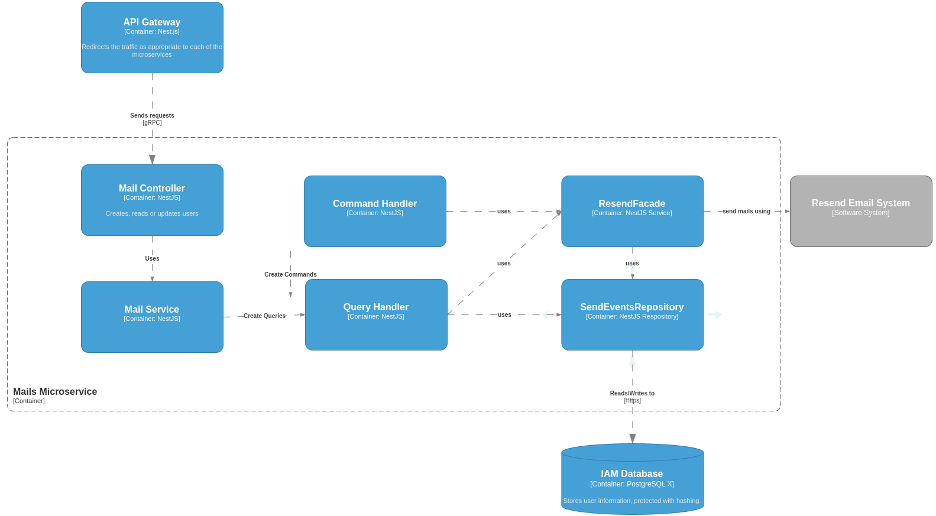 API Gateway
[Container: Nest.js]
Redirects the traffic as appropriate to each of the
microservices
Sends requests
[gRPC]
Mail Controller
[Container: NestJS]
Creates, reads or updates users
Command Handler
[Container: NestJS]
uses
ResendFacade
[Container: NestJS Service]
send mails using
Resend Email System
[Software System]
Uses
Create Commands
uses
uses
Mail Service
[Container: NestJS]
Create Queries
Query Handler
[Container: NestJS]
uses
SendEventsRepository
[Container: NestJS Respository]
Mails Microservice
[Container]
Reads/Writes to
[Https]
IAM Database
[Container: PostgreSQL X]
Stores user information, pretected with hashing.